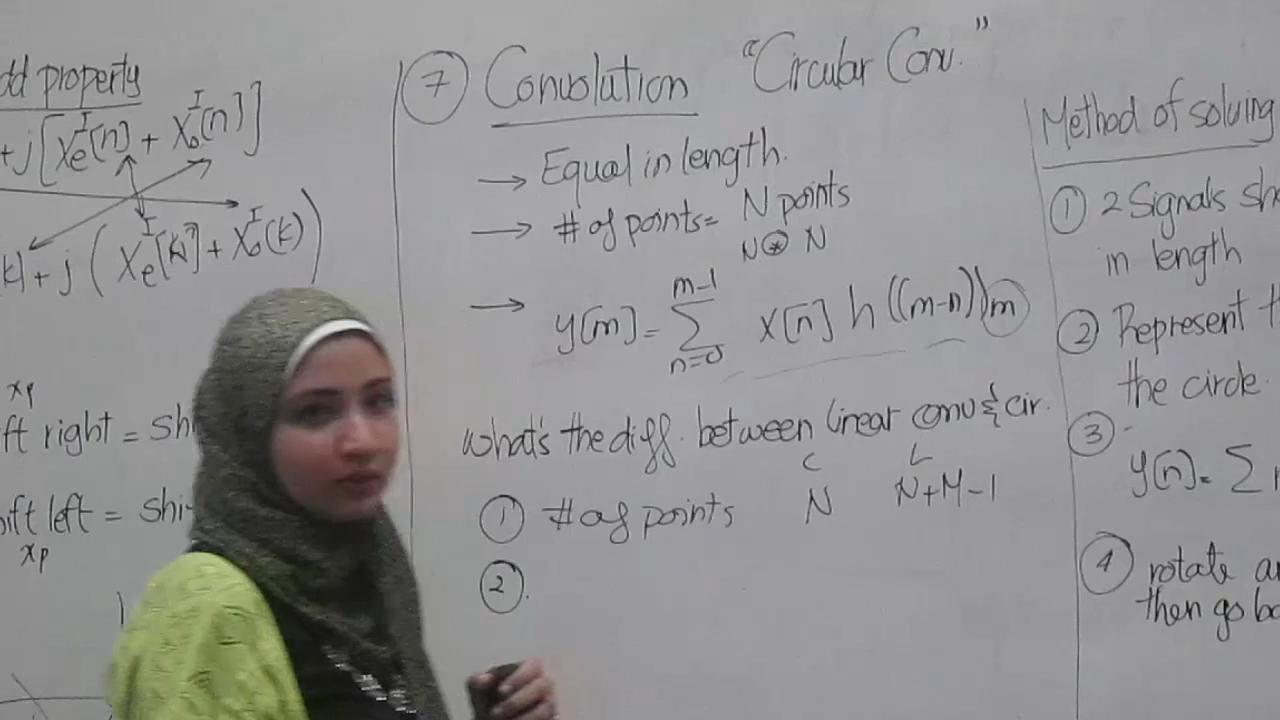 dd property
+j[Xe^I[n] + Xo^I[n]]
k] + j (Xe^I[k] + Xo^I(k))
xp
ft right = Shi
ift left = Shi
xp
7 Convolution "Circular Conv."
→ Equal in length.
→ # of points = N points
N ⊛ N
→ y[m] = Σ_{n=0}^{m-1} x[n] h((m-n))m
What's the diff. between linear conv & cir.
C L
1 # of points N N+M-1
2.
Method of solving
1 2 Signals sh
in length
2 Represent t
the circle.
3
y(n) = Σ
4 rotate a
then go ba